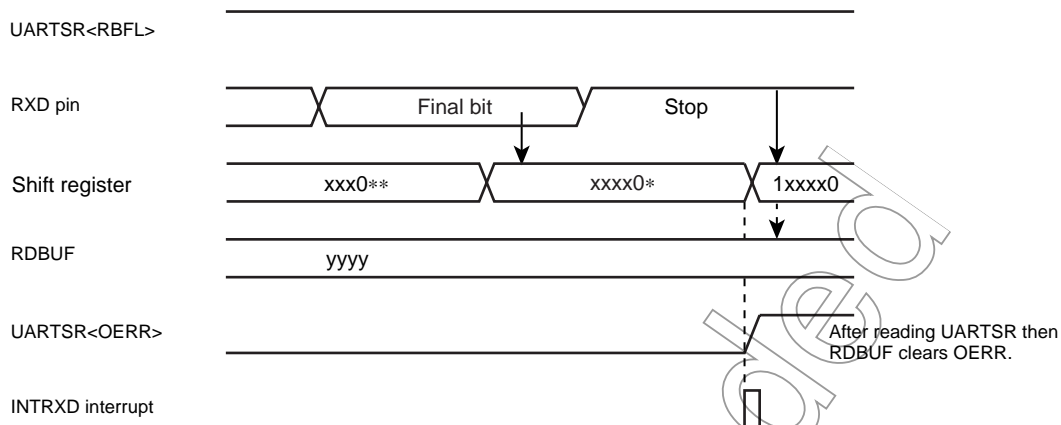 UARTSR<RBFL>
RXD pin Final bit Stop
Shift register xxx0** xxxx0* 1xxxx0
RDBUF yyyy
UARTSR<OERR> After reading UARTSR then
RDBUF clears OERR.
INTRXD interrupt